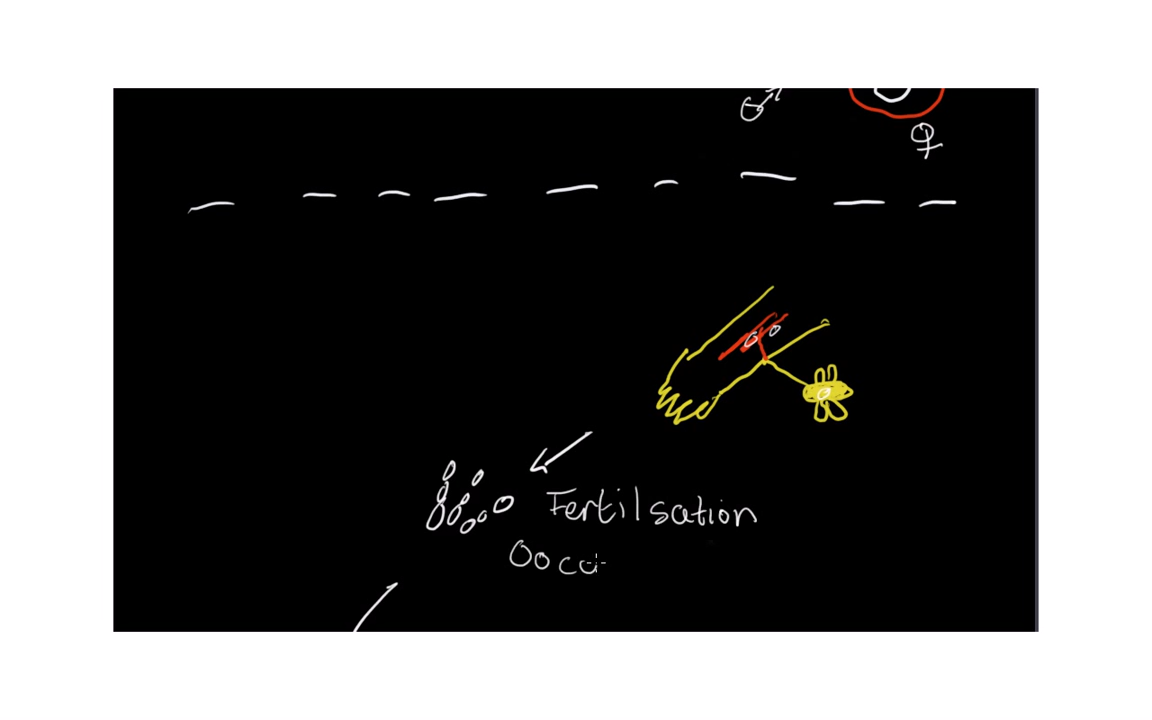 ♂
♀
Fertilsation
Oocc